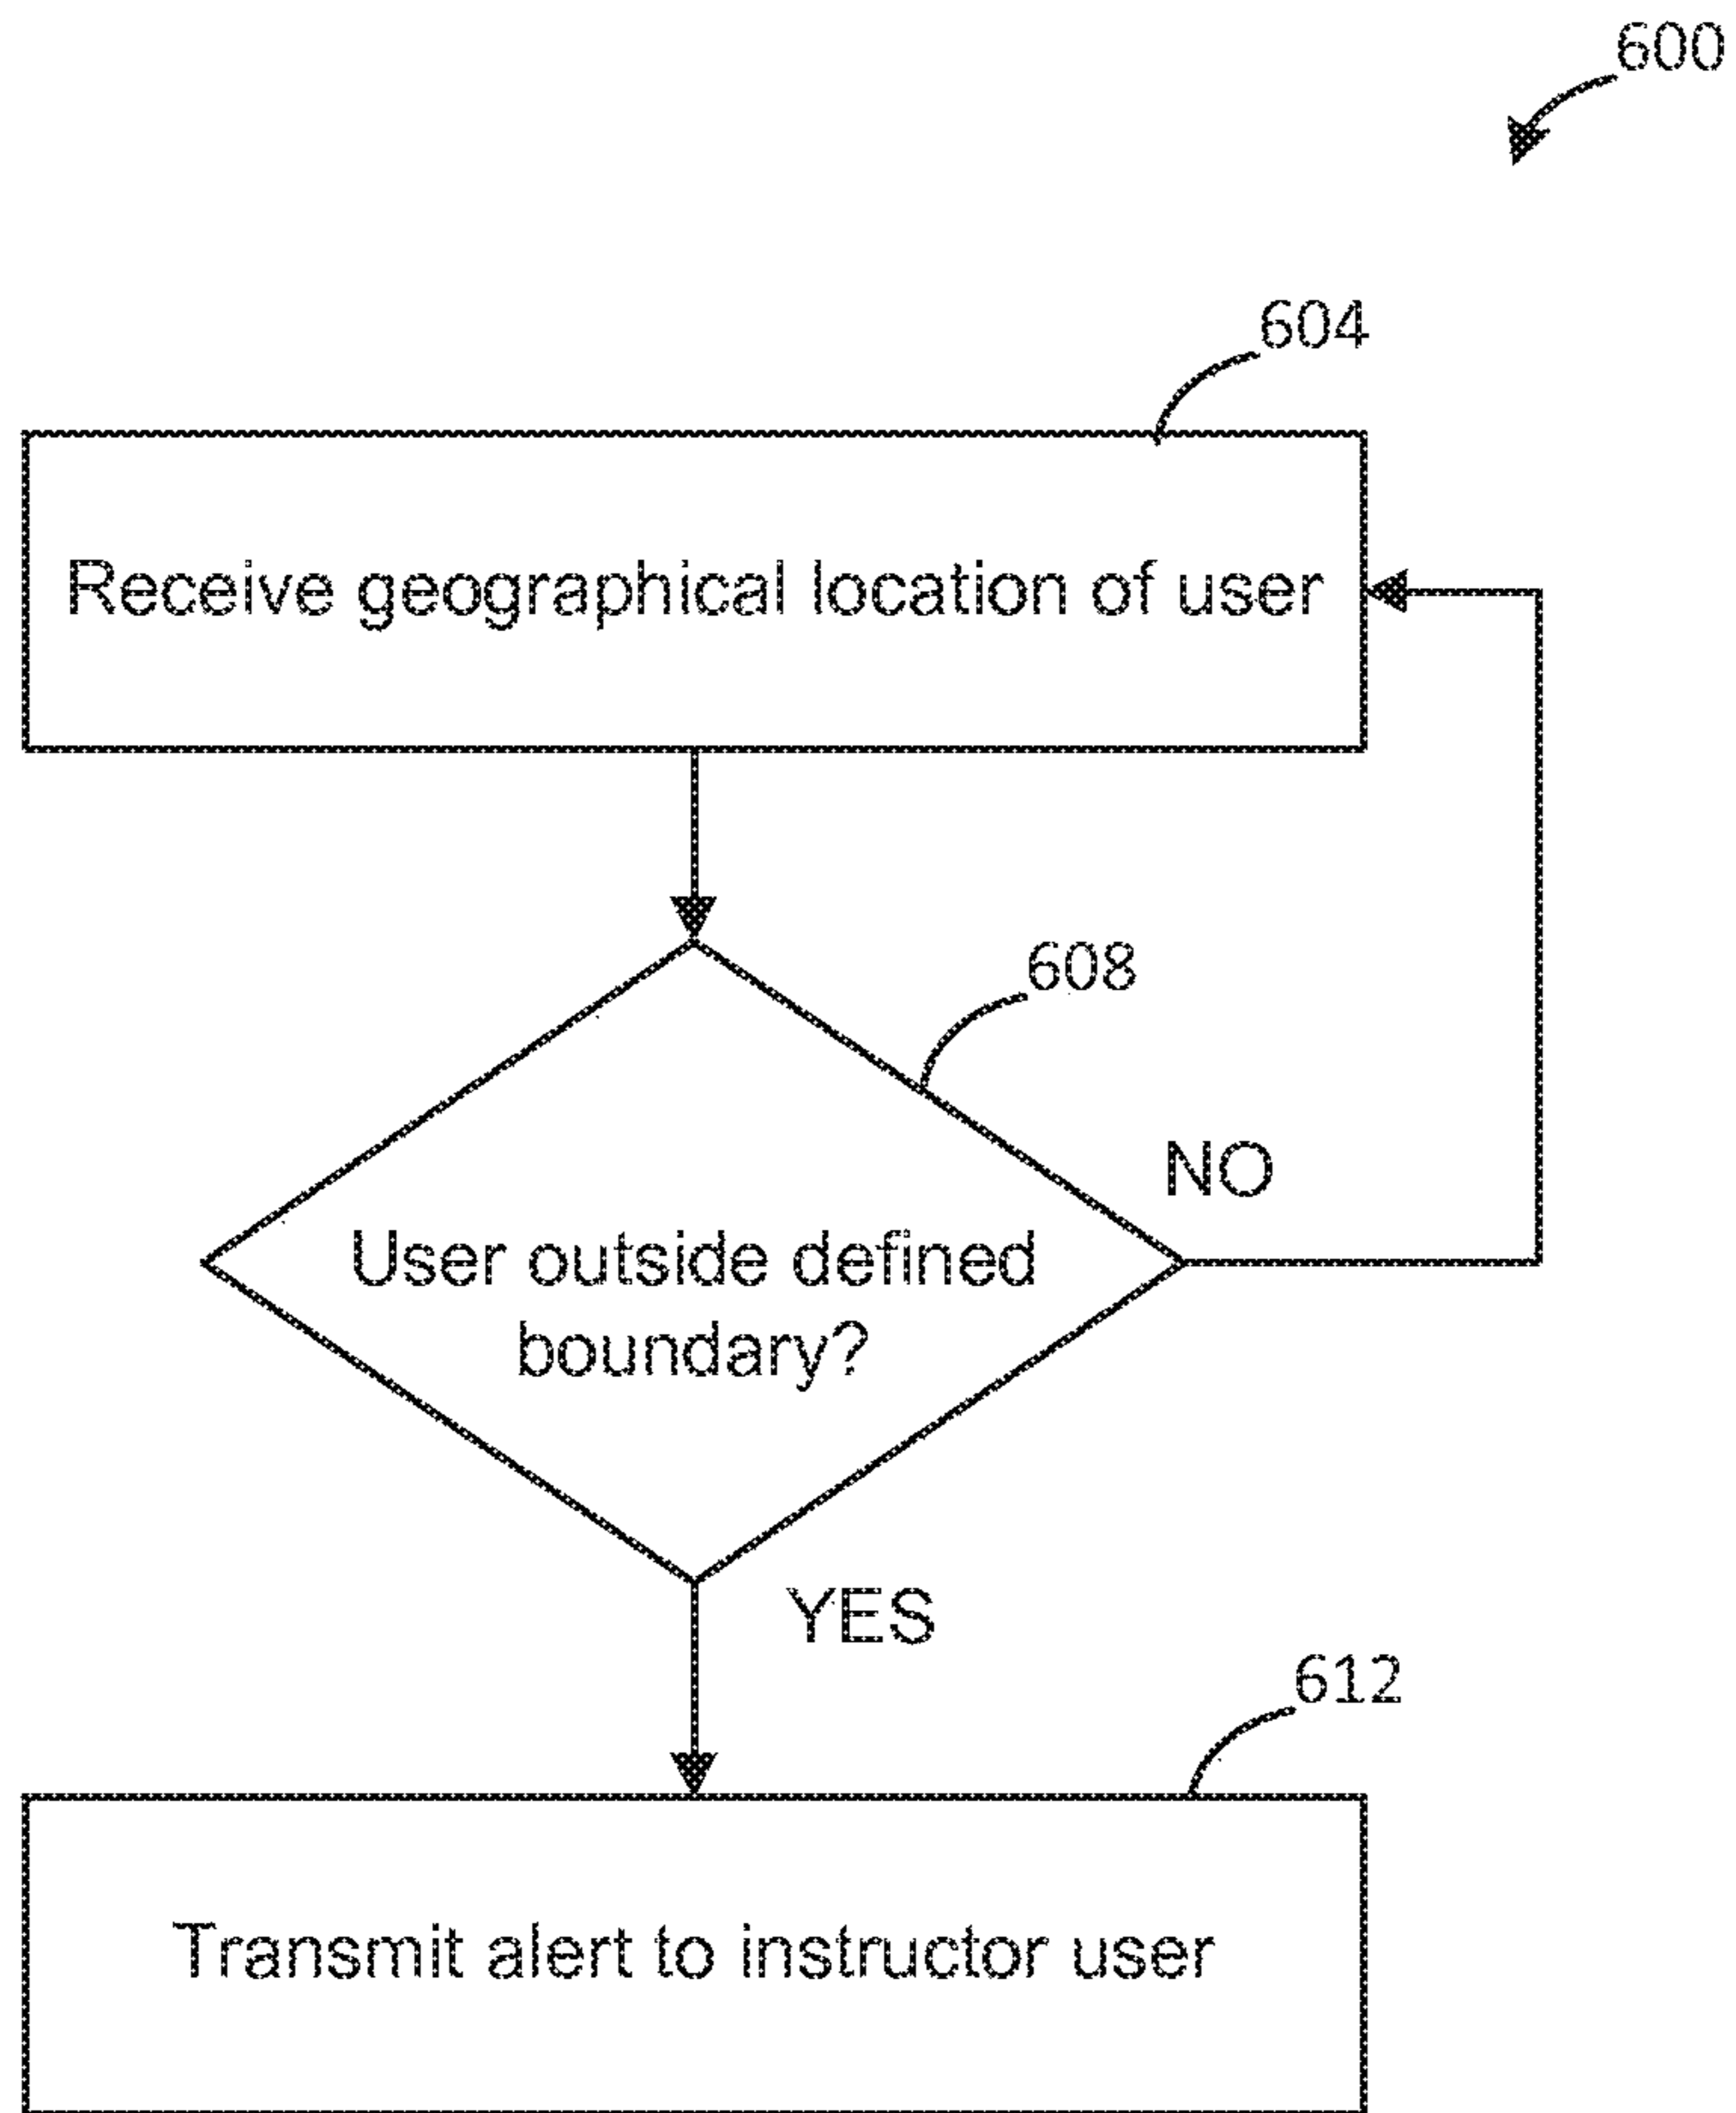 600
604
Receive geographical location of user
608
NO
User outside defined
boundary?
YES
612
Transmit alert to instructor user